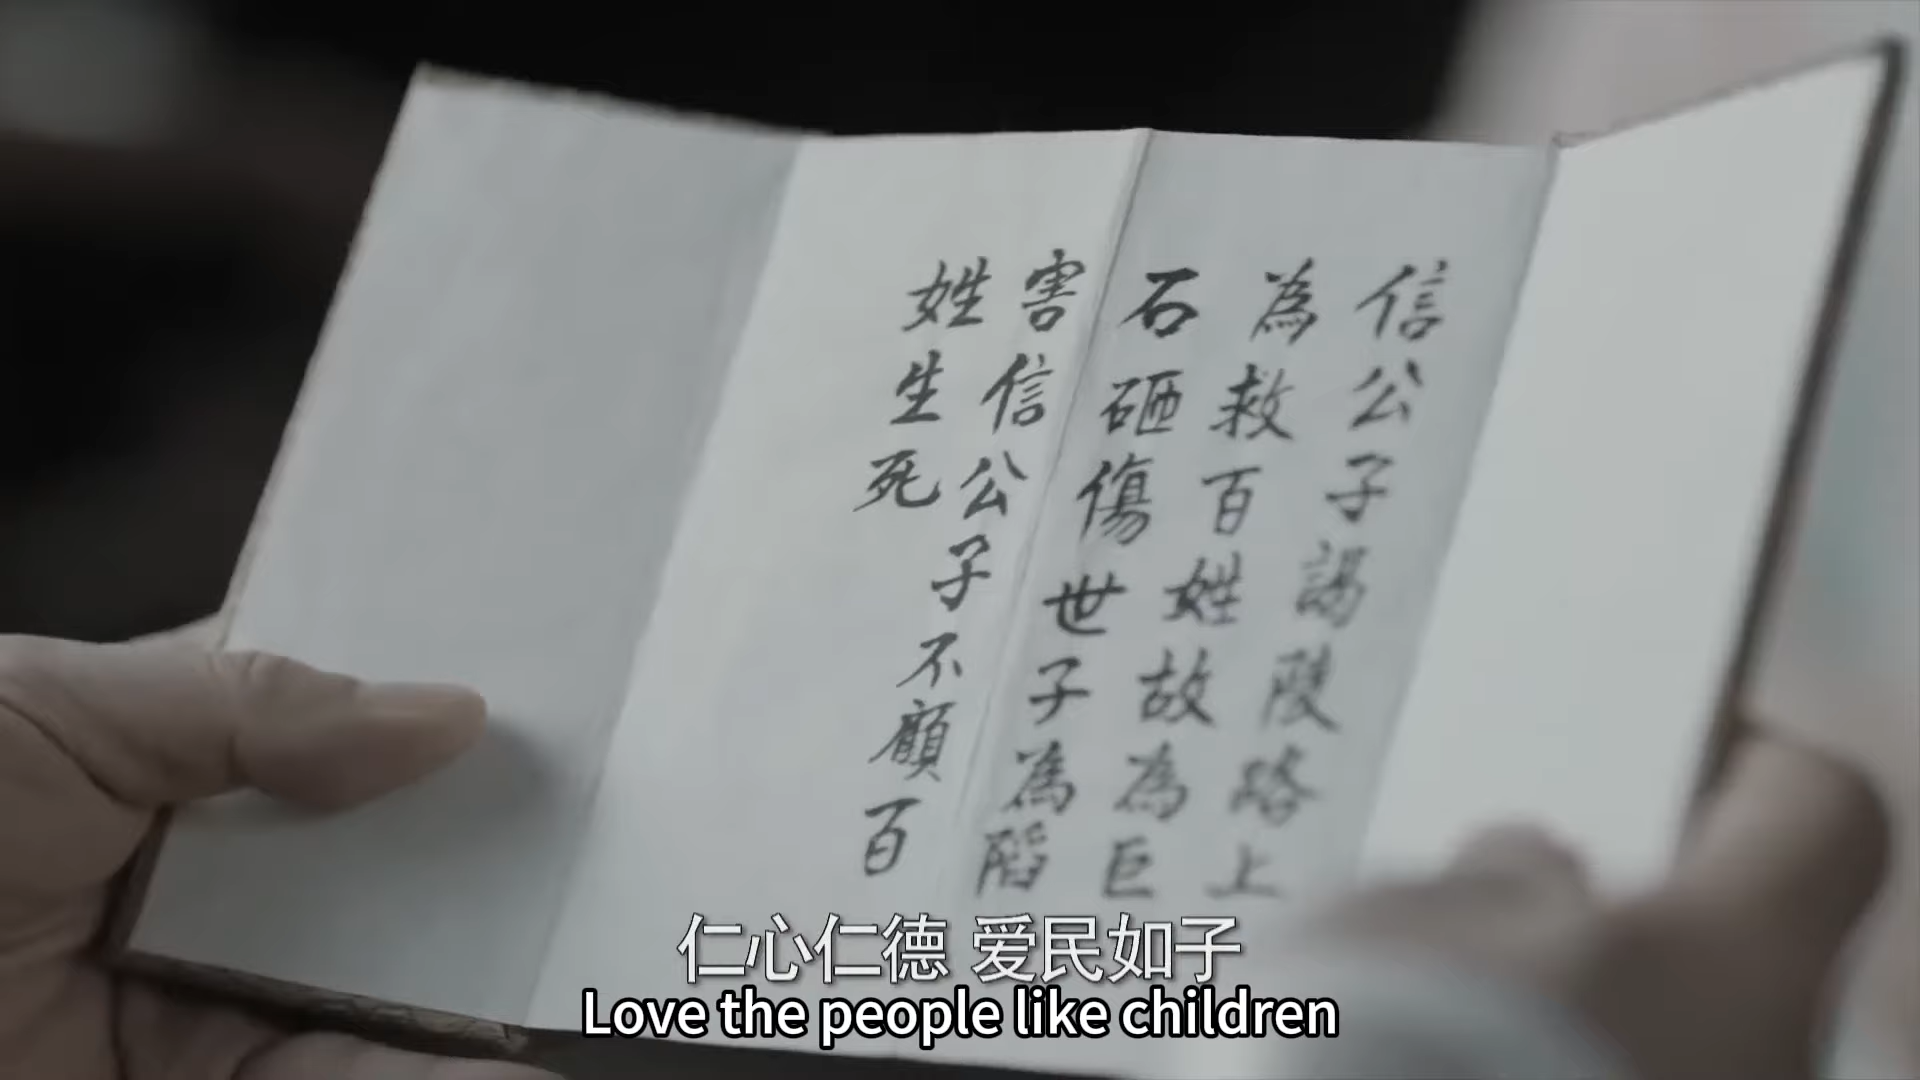 信公子謁陵路上
為救百姓故為巨
石砸傷世子為陷
害信公子不顧百
姓生死
仁心仁德 爱民如子
Love the people like children